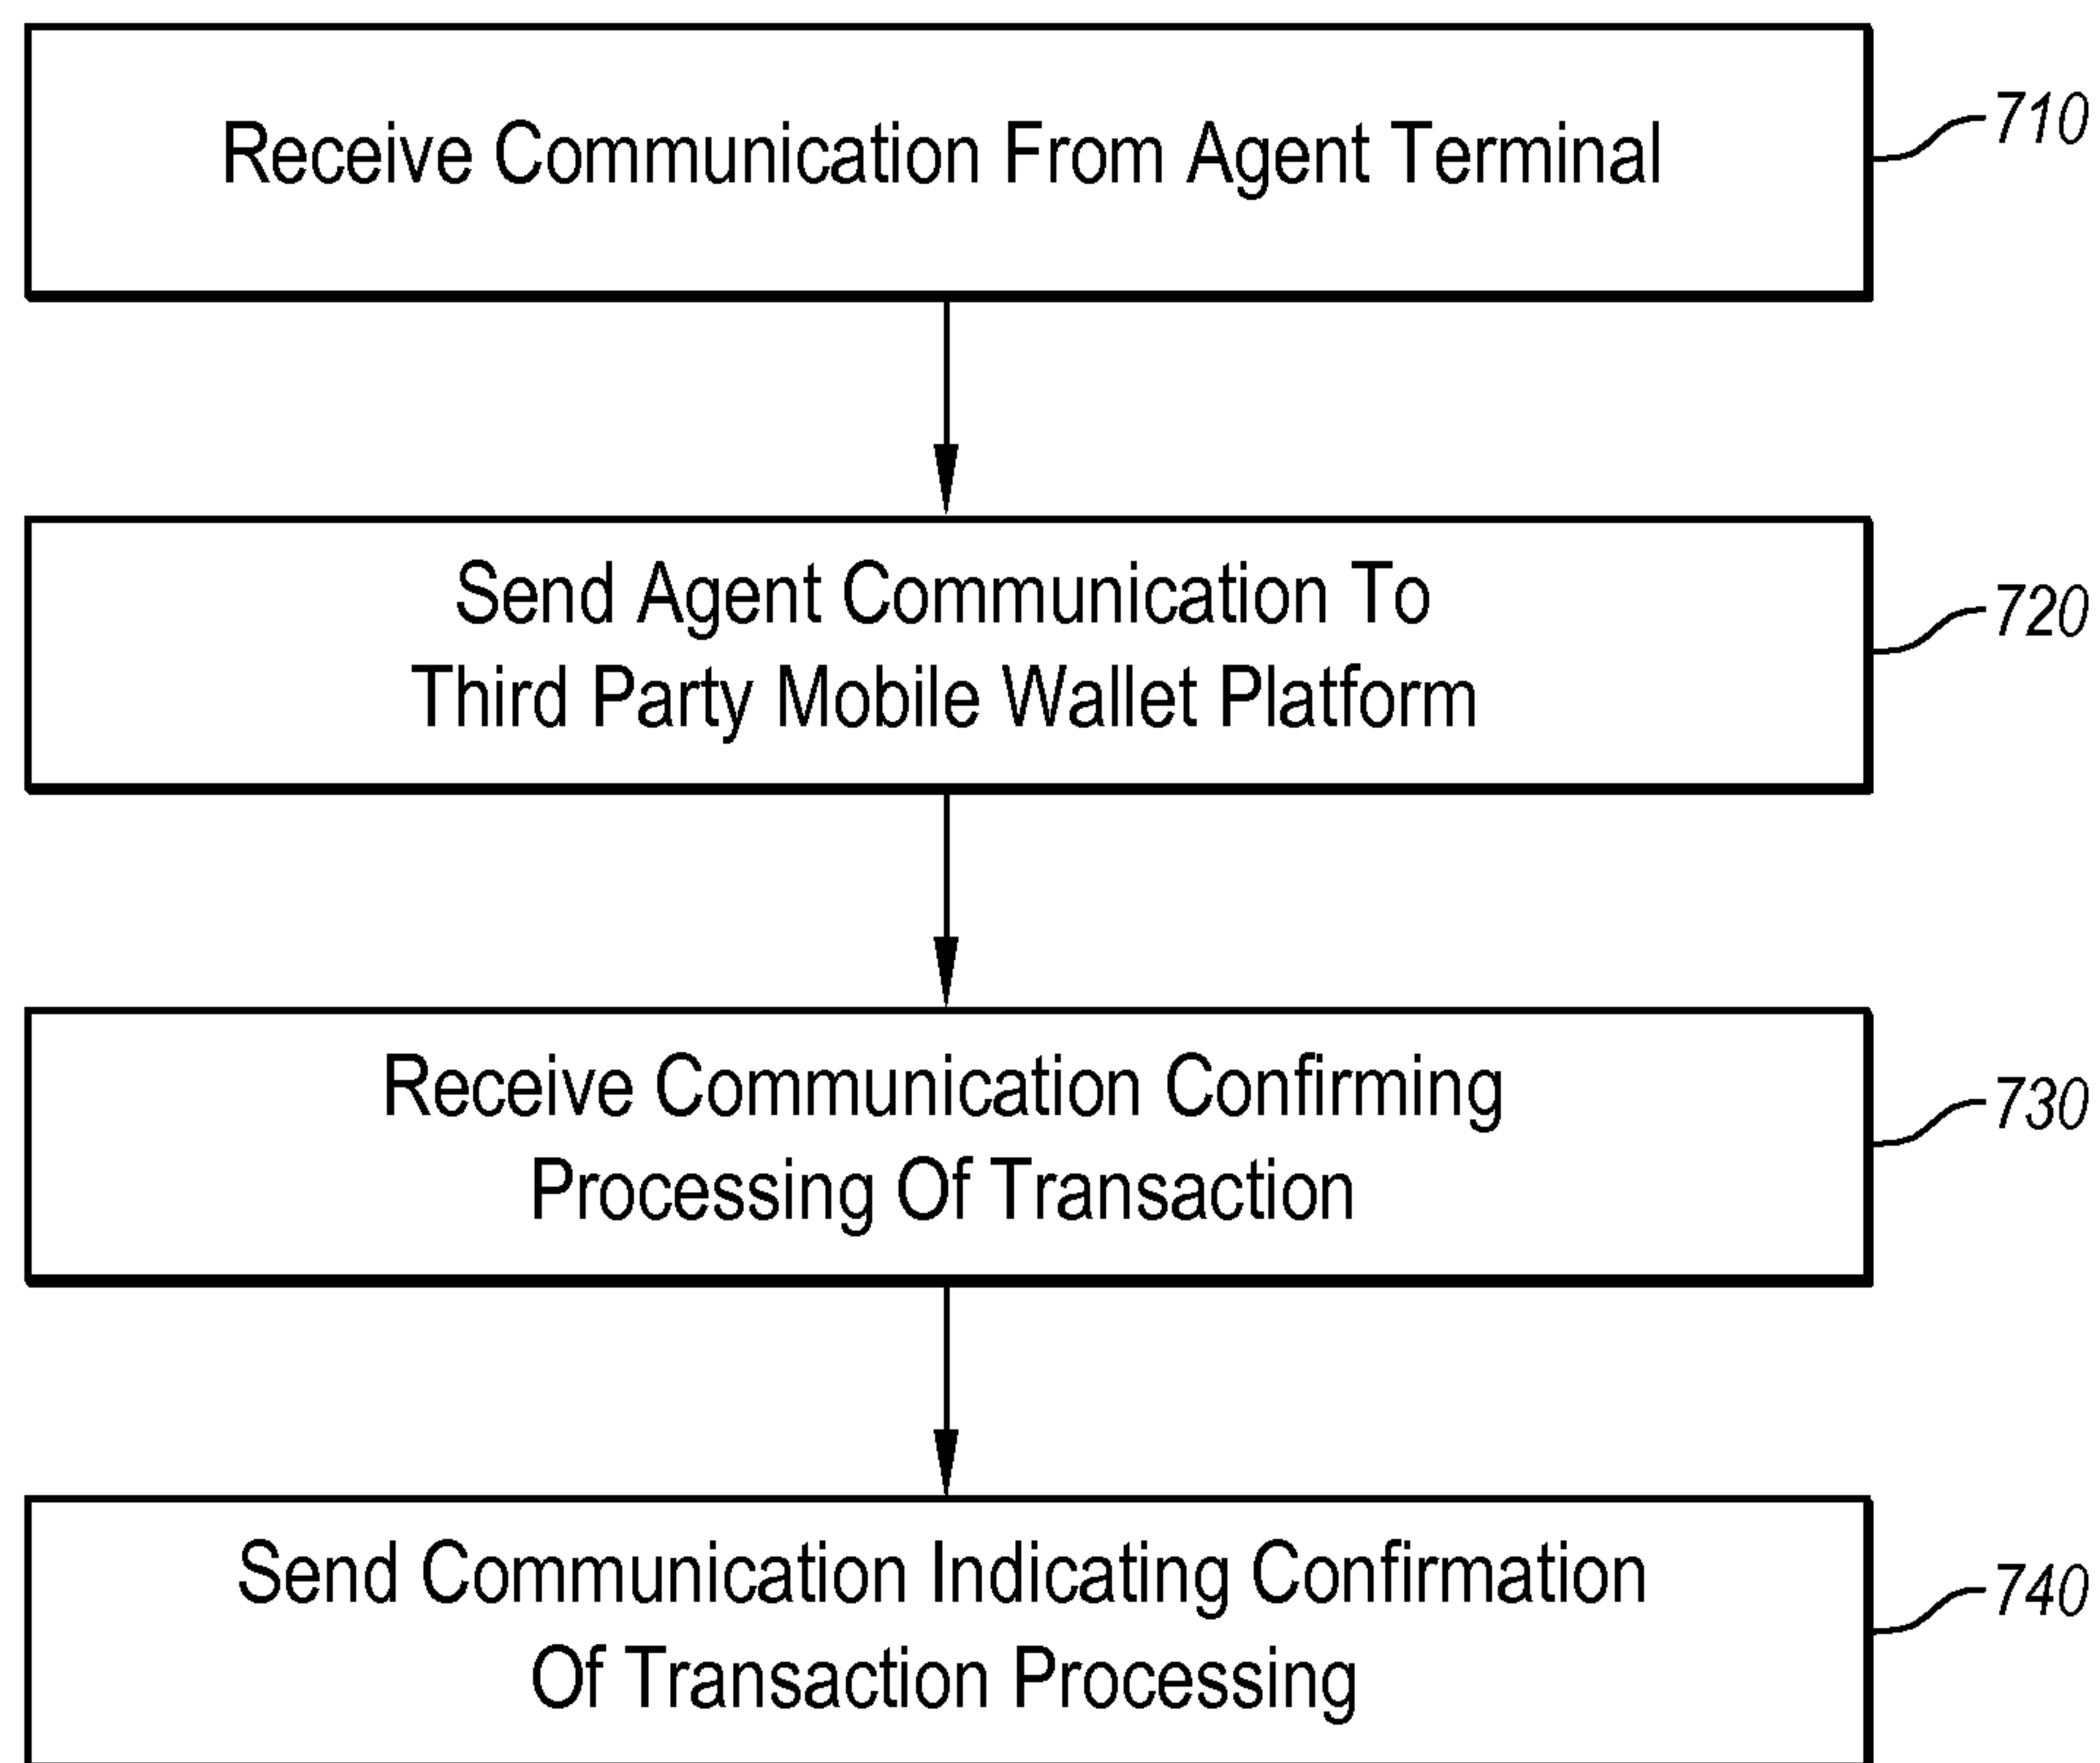 Receive Communication From Agent Terminal
710
Send Agent Communication To
Third Party Mobile Wallet Platform
720
Receive Communication Confirming
Processing Of Transaction
730
Send Communication Indicating Confirmation
Of Transaction Processing
740